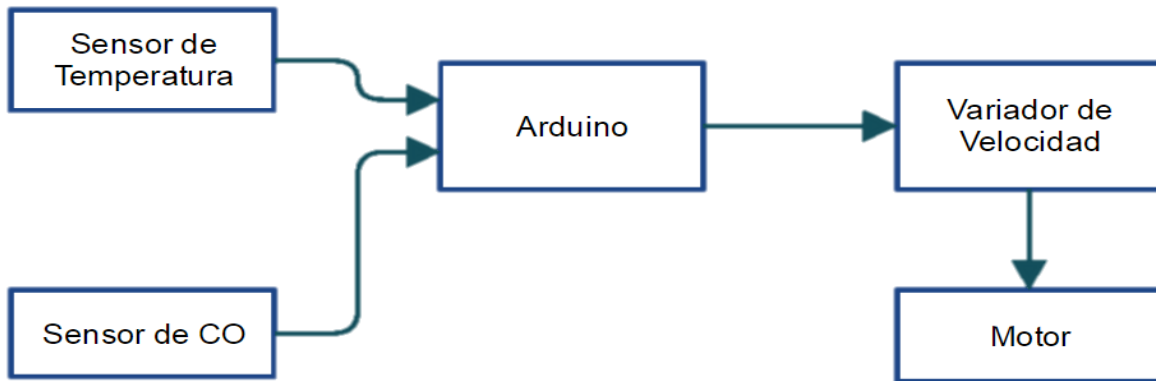 Sensor de
Temperatura
Arduino
Variador de
Velocidad
Sensor de CO
Motor